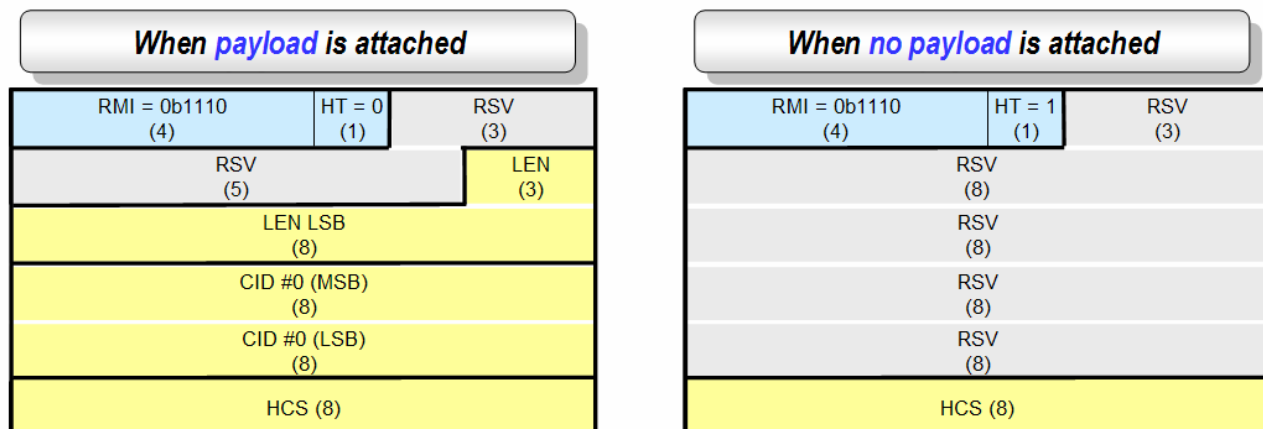 When payload is attached
RMI = 0b1110
(4)
HT = 0
(1)
RSV
(3)
RSV
(5)
LEN
(3)
LEN LSB
(8)
CID #0 (MSB)
(8)
CID #0 (LSB)
(8)
HCS (8)
When no payload is attached
RMI = 0b1110
(4)
HT = 1
(1)
RSV
(3)
RSV
(8)
RSV
(8)
RSV
(8)
RSV
(8)
HCS (8)